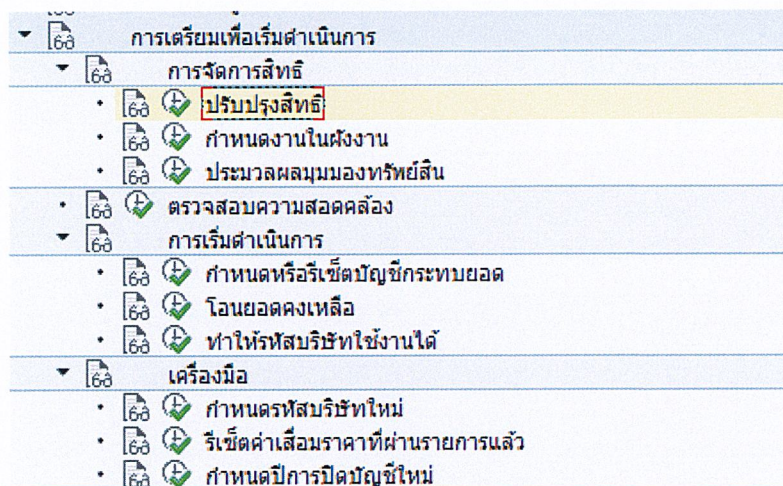 การเตรียมเพื่อเริ่มดำเนินการ
การจัดการสิทธิ
ปรับปรุงสิทธิ
กำหนดงานในผังงาน
ประมวลผลมุมมองทรัพย์สิน
ตรวจสอบความสอดคล้อง
การเริ่มดำเนินการ
กำหนดหรือรีเซ็ตบัญชีกระทบยอด
โอนยอดคงเหลือ
ทำให้รหัสบริษัทใช้งานได้
เครื่องมือ
กำหนดรหัสบริษัทใหม่
รีเซ็ตค่าเสื่อมราคาที่ผ่านรายการแล้ว
กำหนดปีการปิดบัญชีใหม่